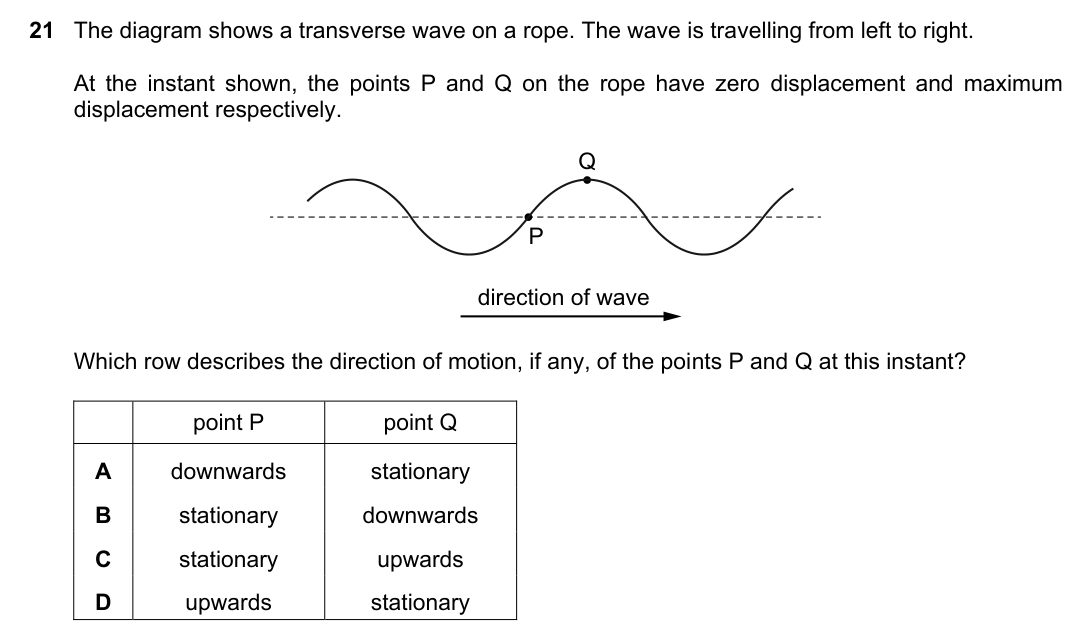 21 The diagram shows a transverse wave on a rope. The wave is travelling from left to right.
At the instant shown, the points P and Q on the rope have zero displacement and maximum
displacement respectively.
Q
P
direction of wave
Which row describes the direction of motion, if any, of the points P and Q at this instant?
point P point Q
A downwards stationary
B stationary downwards
C stationary upwards
D upwards stationary